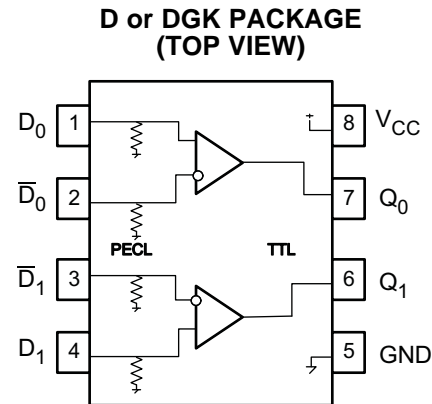 D or DGK PACKAGE
(TOP VIEW)
D0 1
8 VCC
D̅0 2
7 Q0
PECL TTL
D̅1 3
6 Q1
D1 4
5 GND